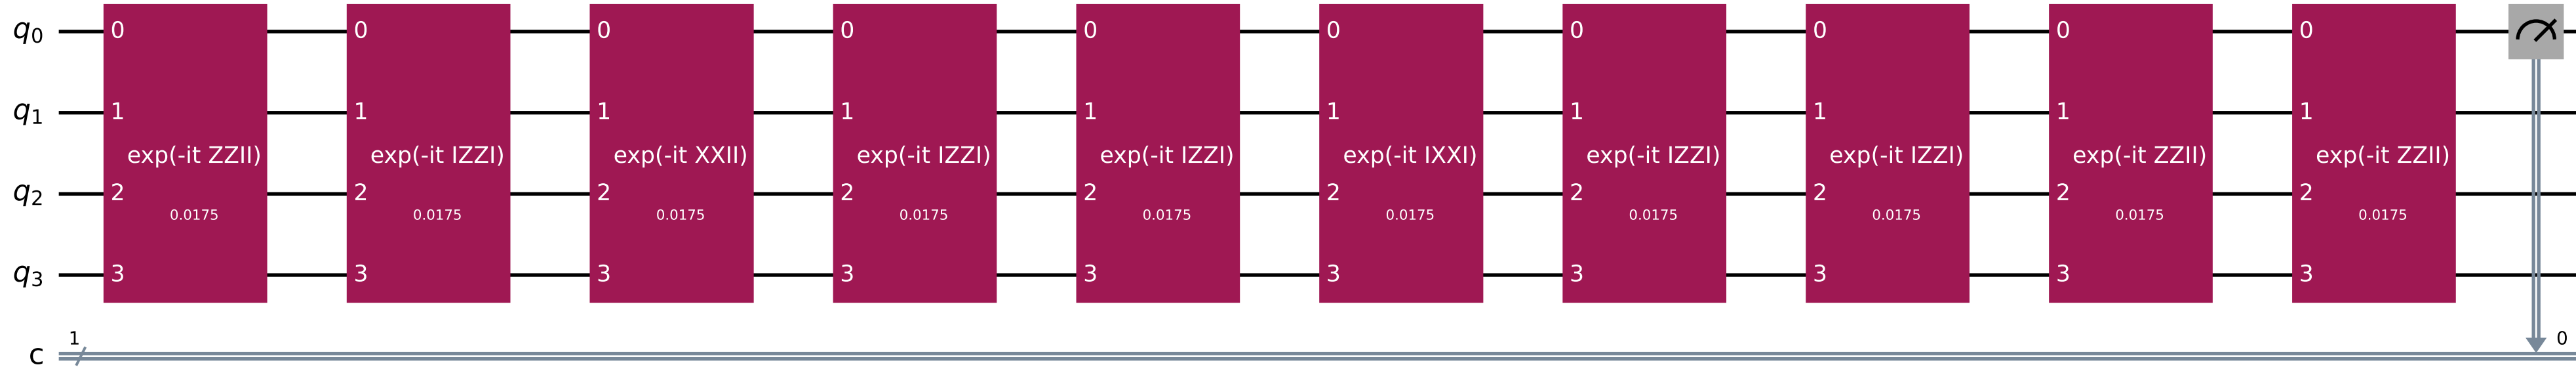 q0 0 0 0 0 0 0 0 0 0 0
q1 1 1 1 1 1 1 1 1 1 1
exp(-it ZZII) exp(-it IZZI) exp(-it XXII) exp(-it IZZI) exp(-it IZZI) exp(-it IXXI) exp(-it IZZI) exp(-it IZZI) exp(-it ZZII) exp(-it ZZII)
q2 2 2 2 2 2 2 2 2 2 2
0.0175 0.0175 0.0175 0.0175 0.0175 0.0175 0.0175 0.0175 0.0175 0.0175
q3 3 3 3 3 3 3 3 3 3 3
1 0
c